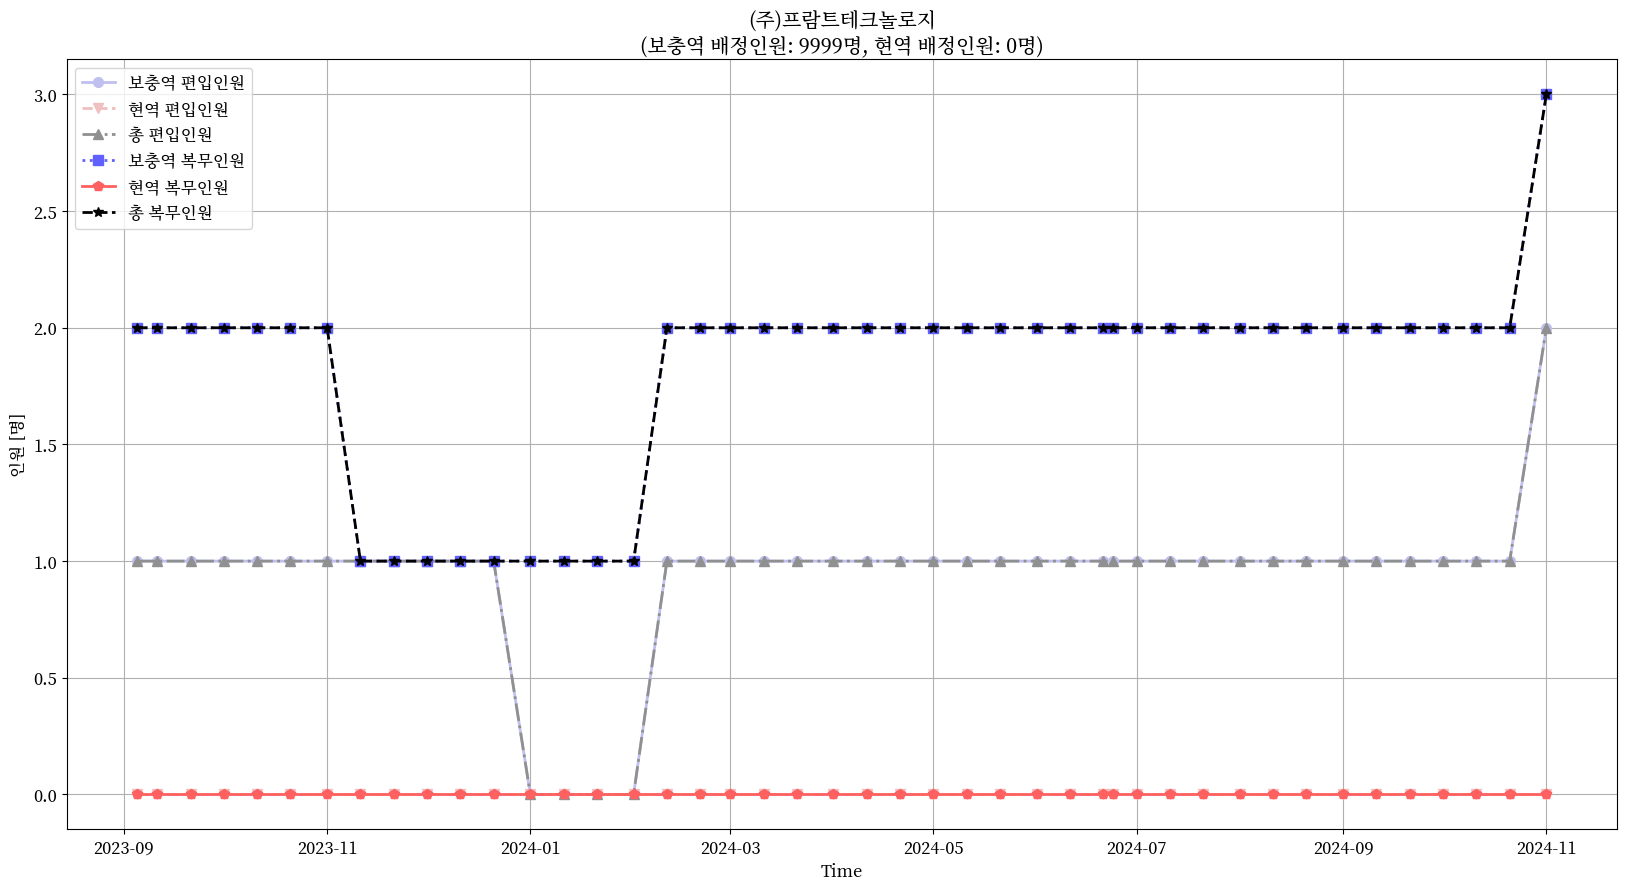 (주)프람트테크놀로지
(보충역 배정인원: 9999명, 현역 배정인원: 0명)
보충역 편입인원
현역 편입인원
총 편입인원
보충역 복무인원
현역 복무인원
총 복무인원
3.0
2.5
2.0
1.5
1.0
0.5
0.0
인원 [명]
2023-09
2023-11
2024-01
2024-03
2024-05
2024-07
2024-09
2024-11
Time